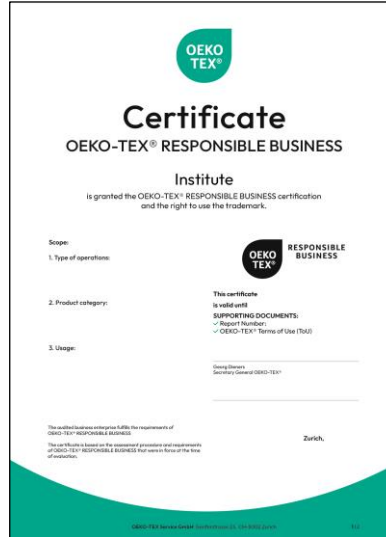 OEKO
TEX®
Certificate
OEKO-TEX® RESPONSIBLE BUSINESS
Institute
is granted the OEKO-TEX® RESPONSIBLE BUSINESS certification
and the right to use the trademark.
Scope:
1. Type of operations:
2. Product category:
3. Usage:
OEKO
TEX®
RESPONSIBLE
BUSINESS
This certificate
is valid until
SUPPORTING DOCUMENTS:
✓ Report Number:
✓ OEKO-TEX® Terms of Use (ToU)
Georg Dieners
Secretary General OEKO-TEX®
The audited business enterprise fulfills the requirements of
OEKO-TEX® RESPONSIBLE BUSINESS
The certificate is based on the assessment procedure and requirements
of OEKO-TEX® RESPONSIBLE BUSINESS that were in force at the time
of evaluation.
Zurich,
OEKO-TEX Service GmbH